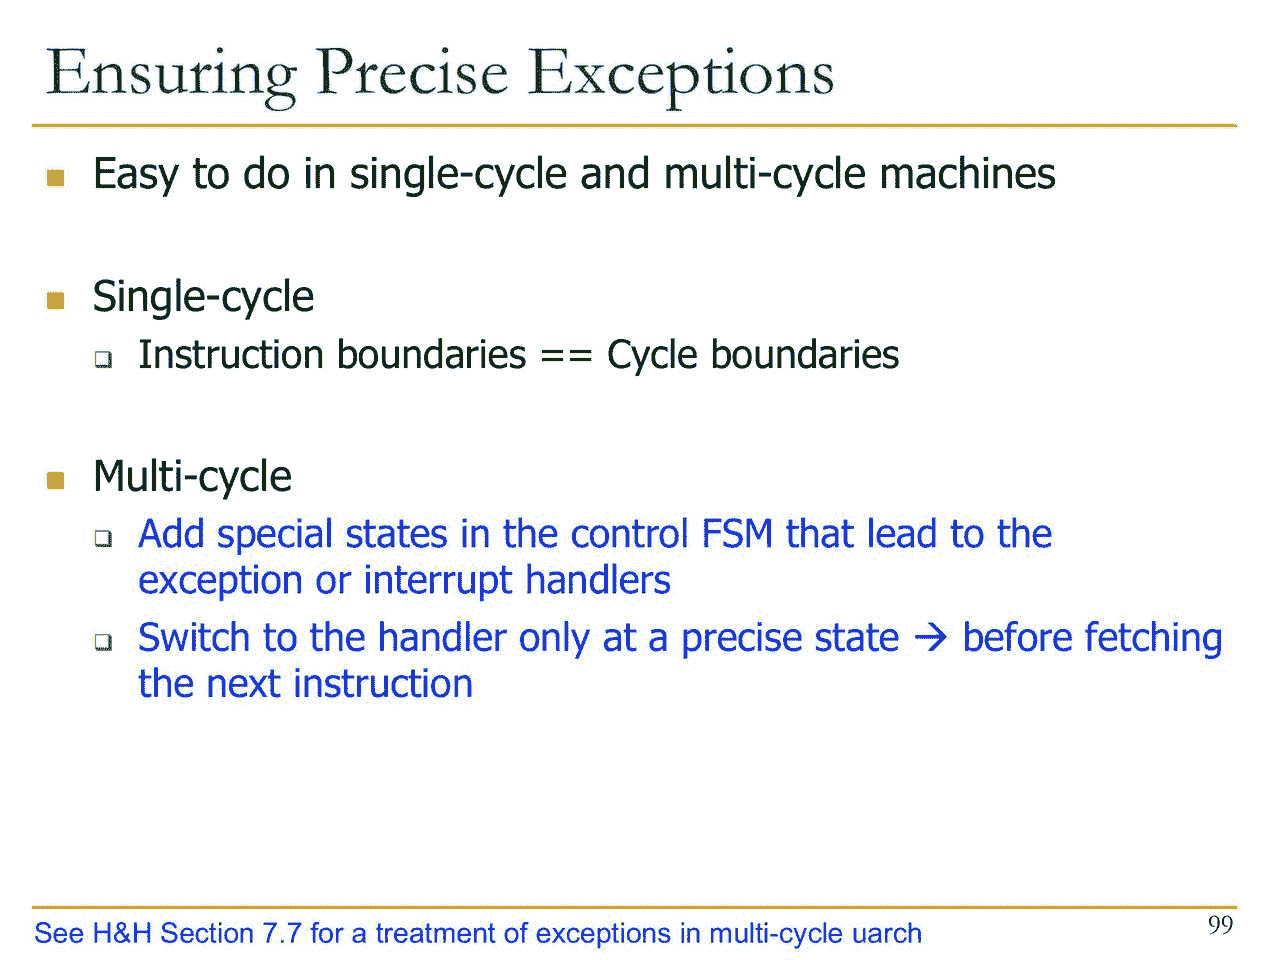 Ensuring Precise Exceptions
Easy to do in single-cycle and multi-cycle machines
Single-cycle
Instruction boundaries == Cycle boundaries
Multi-cycle
Add special states in the control FSM that lead to the
exception or interrupt handlers
Switch to the handler only at a precise state → before fetching
the next instruction
See H&H Section 7.7 for a treatment of exceptions in multi-cycle uarch
99